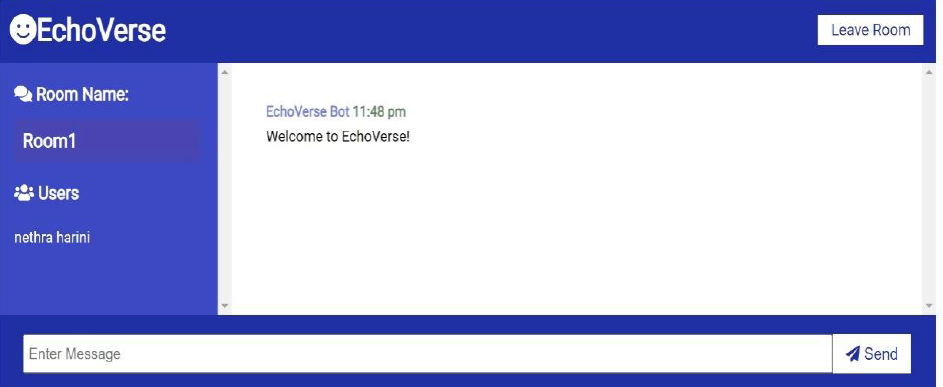 EchoVerse
Leave Room
Room Name:
Room1
Users
nethra harini
EchoVerse Bot 11:48 pm
Welcome to EchoVerse!
Enter Message
Send